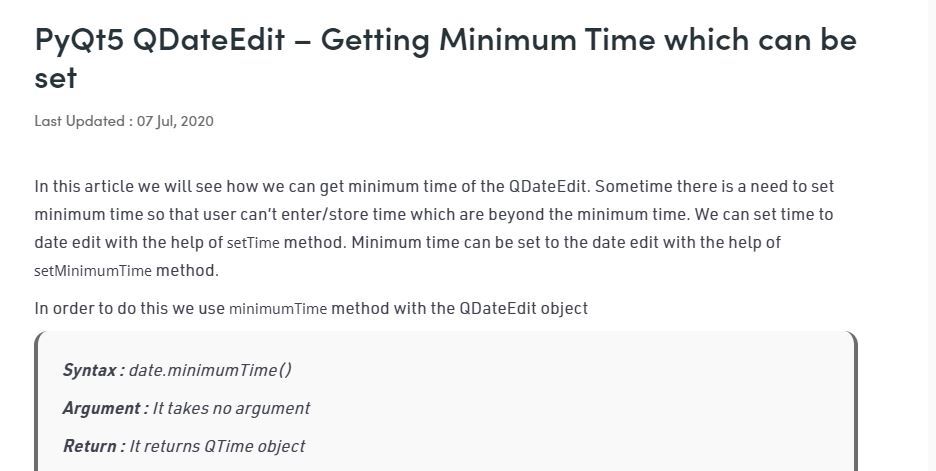 PyQt5 QDateEdit – Getting Minimum Time which can be
set
Last Updated : 07 Jul, 2020
In this article we will see how we can get minimum time of the QDateEdit. Sometime there is a need to set
minimum time so that user can't enter/store time which are beyond the minimum time. We can set time to
date edit with the help of setTime method. Minimum time can be set to the date edit with the help of
setMinimumTime method.
In order to do this we use minimumTime method with the QDateEdit object
Syntax : date.minimumTime()
Argument : It takes no argument
Return : It returns QTime object